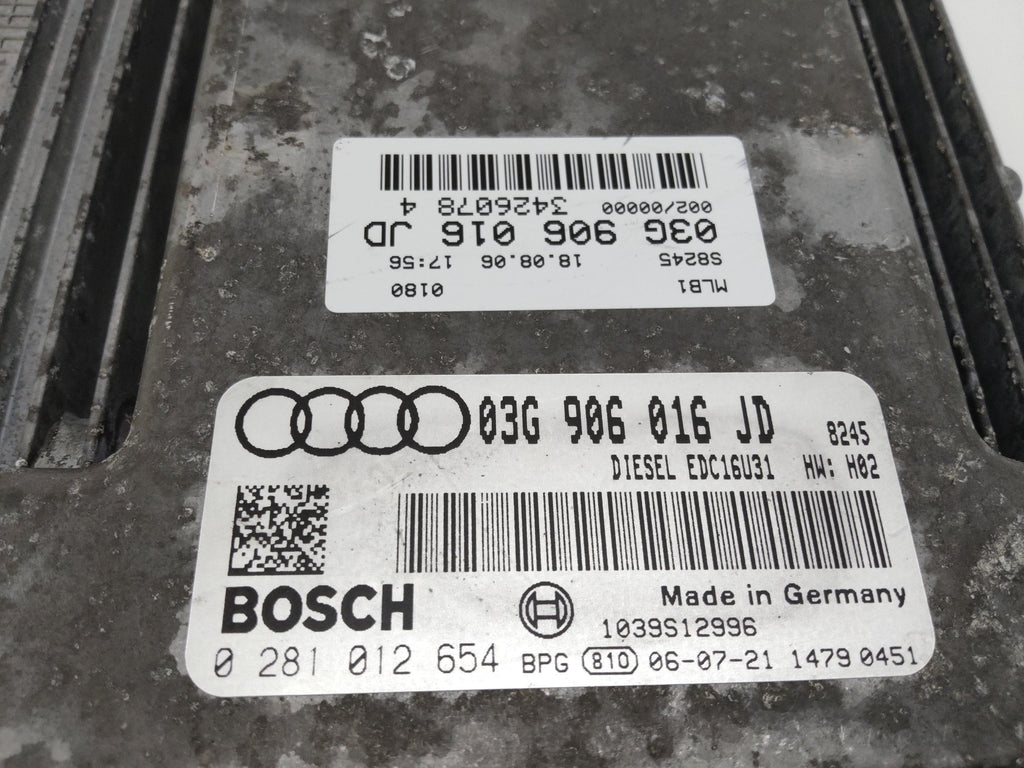 MLB1 0180
S8245 18.08.06 17:56
03G 906 016 JD
002/00000 3426078 4
03G 906 016 JD 8245
DIESEL EDC16U31 HW: H02
BOSCH
Made in Germany
1039S12996
0 281 012 654 BPG 810 06-07-21 1479 0451